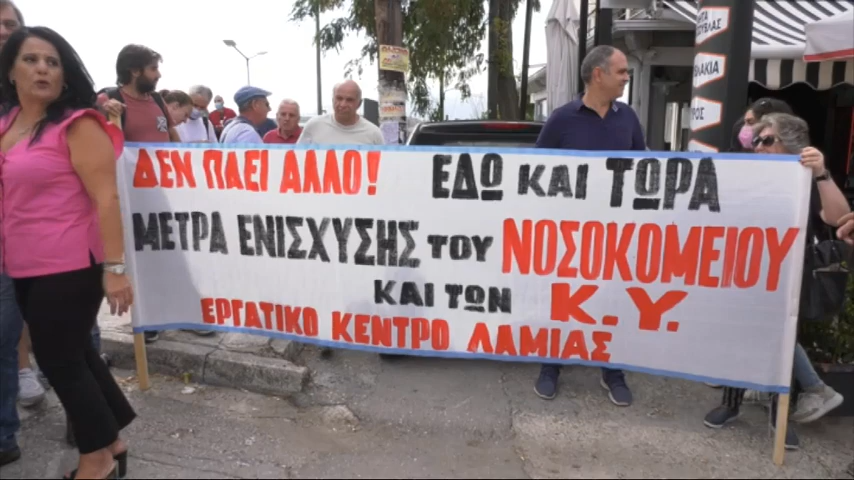 ΔΕΝ ΠΑΕΙ ΑΛΛΟ! ΕΔΩ ΚΑΙ ΤΩΡΑ
ΜΕΤΡΑ ΕΝΙΣΧΥΣΗΣ ΤΟΥ ΝΟΣΟΚΟΜΕΙΟΥ
ΚΑΙ ΤΩΝ Κ.Υ.
ΕΡΓΑΤΙΚΟ ΚΕΝΤΡΟ ΛΑΜΙΑΣ